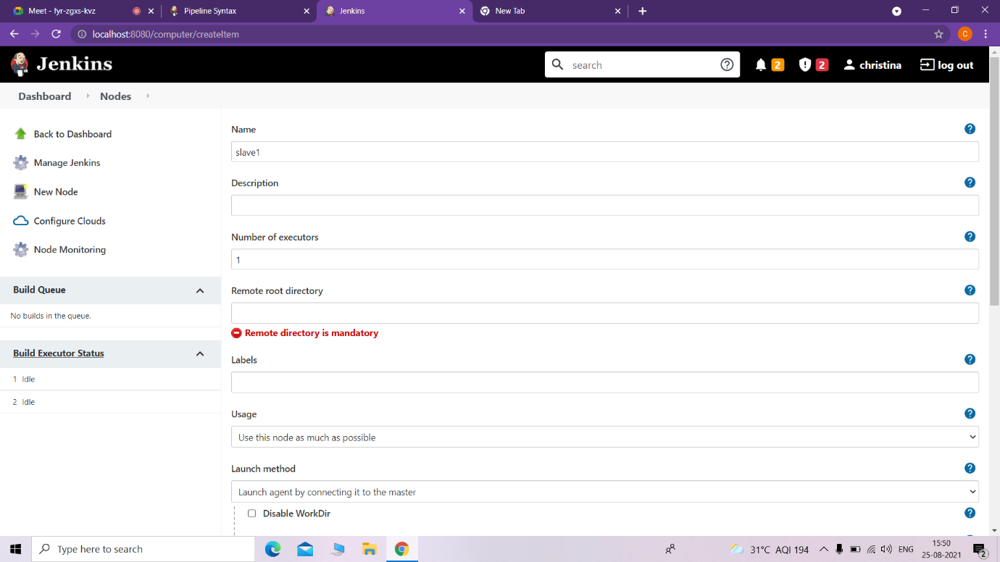 Meet - fyr-zgxs-kvz
Pipeline Syntax
Jenkins
New Tab
localhost:8080/computer/createItem
C
Jenkins
search
2
2
christina
log out
Dashboard
Nodes
Back to Dashboard
Manage Jenkins
New Node
Configure Clouds
Node Monitoring
Build Queue
No builds in the queue.
Build Executor Status
1 Idle
2 Idle
Name
slave1
Description
Number of executors
1
Remote root directory
Remote directory is mandatory
Labels
Usage
Use this node as much as possible
Launch method
Launch agent by connecting it to the master
Disable WorkDir
Type here to search
31°C AQI 194
ENG
15:50
25-08-2021
2